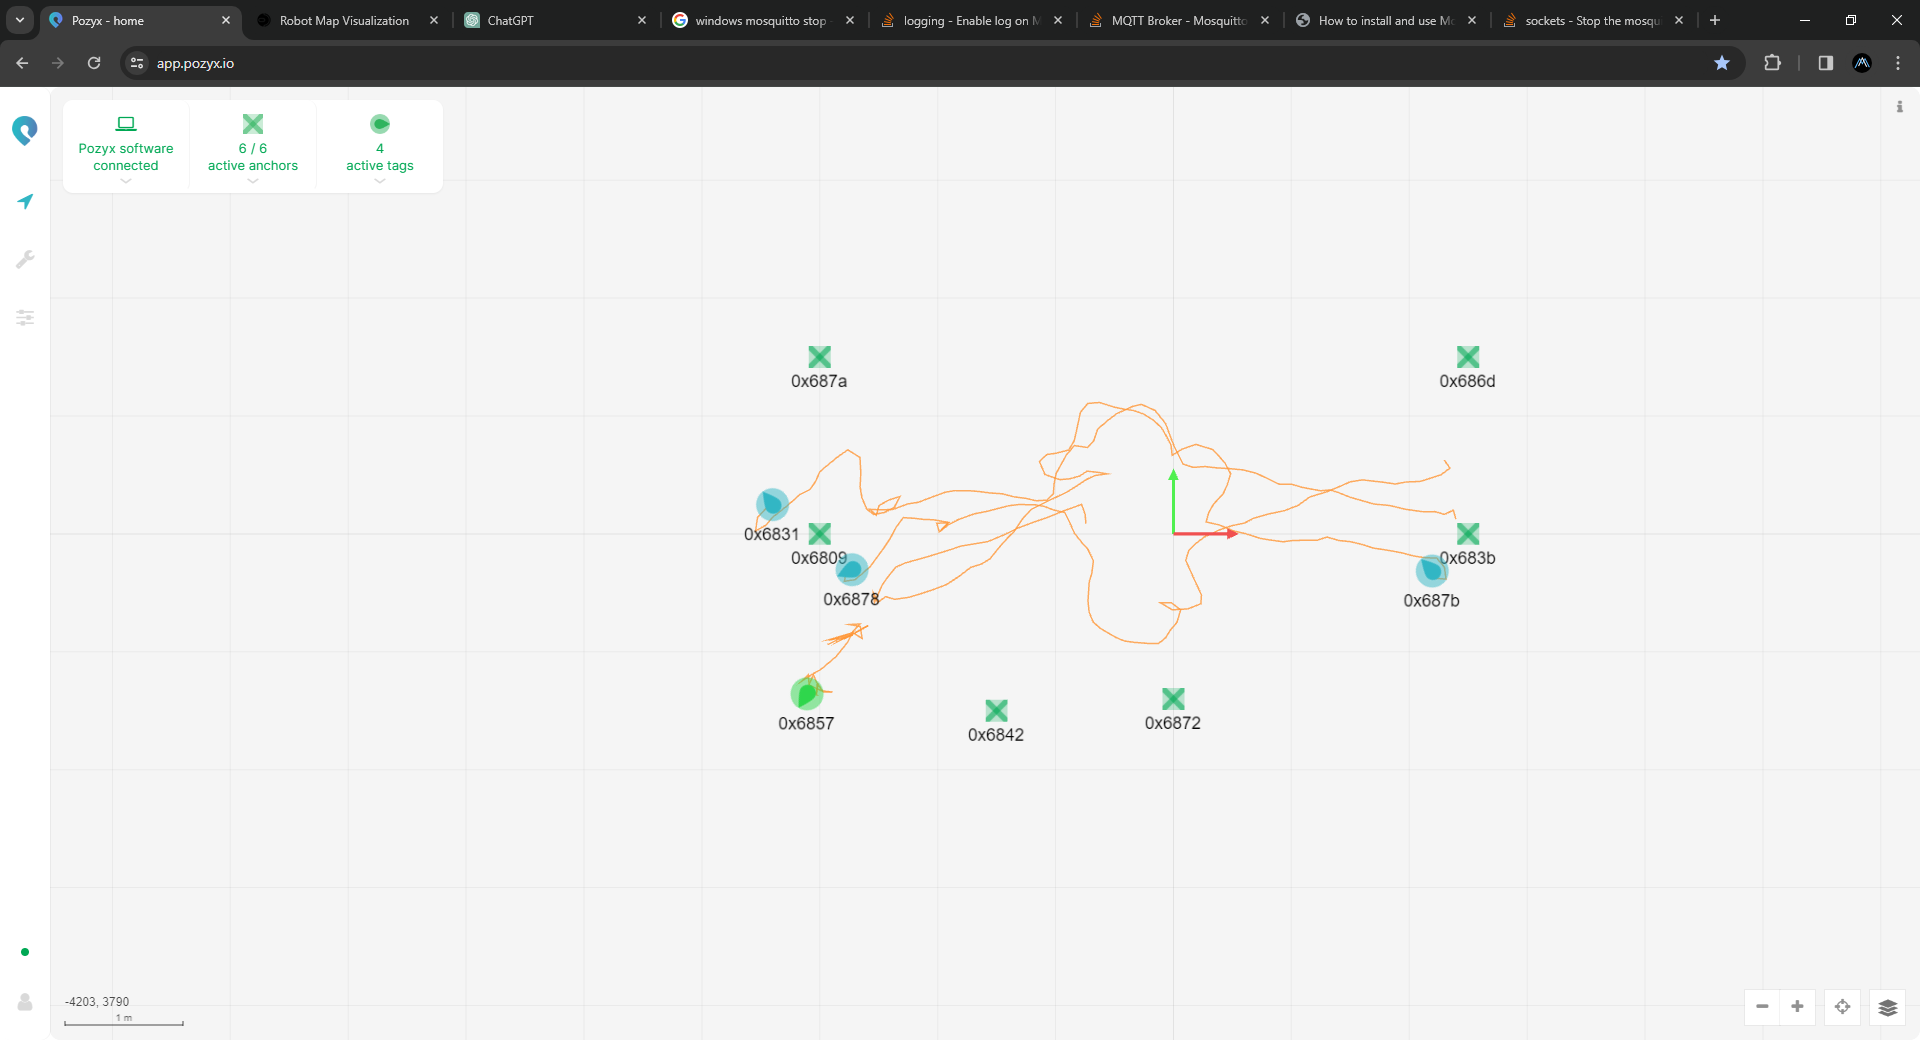 Pozyx - home
Robot Map Visualization
ChatGPT
windows mosquitto stop
logging - Enable log on M
MQTT Broker - Mosquitto
How to install and use Mo
sockets - Stop the mosqu
app.pozyx.io
Pozyx software
connected
6 / 6
active anchors
4
active tags
0x687a
0x686d
0x6831
0x6809
0x683b
0x6878
0x687b
0x6857
0x6842
0x6872
-4203, 3790
1 m